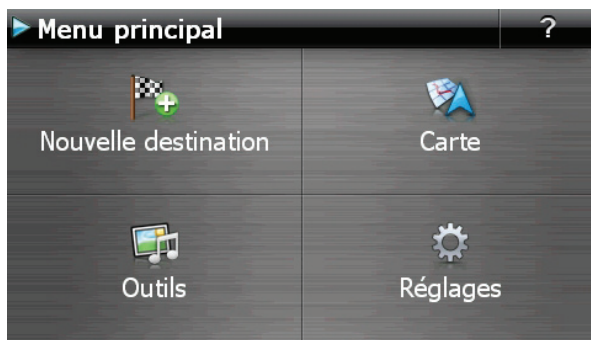 Menu principal ?
Nouvelle destination Carte
Outils Réglages